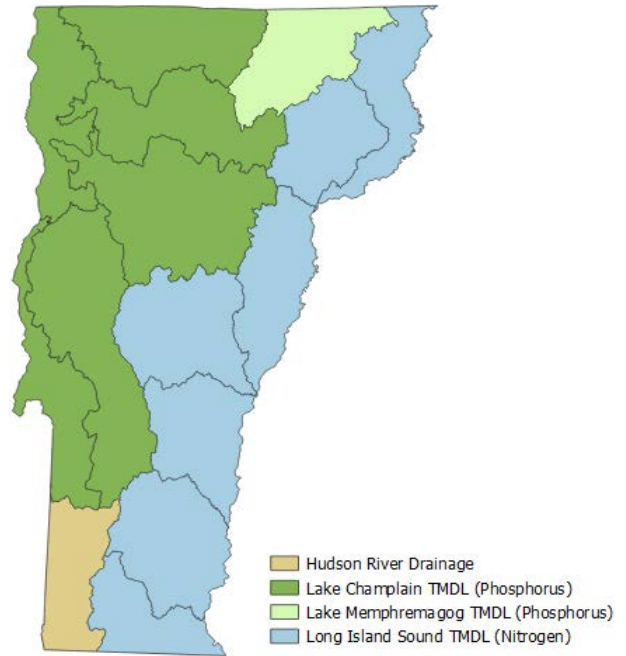 Hudson River Drainage
Lake Champlain TMDL (Phosphorus)
Lake Memphremagog TMDL (Phosphorus)
Long Island Sound TMDL (Nitrogen)